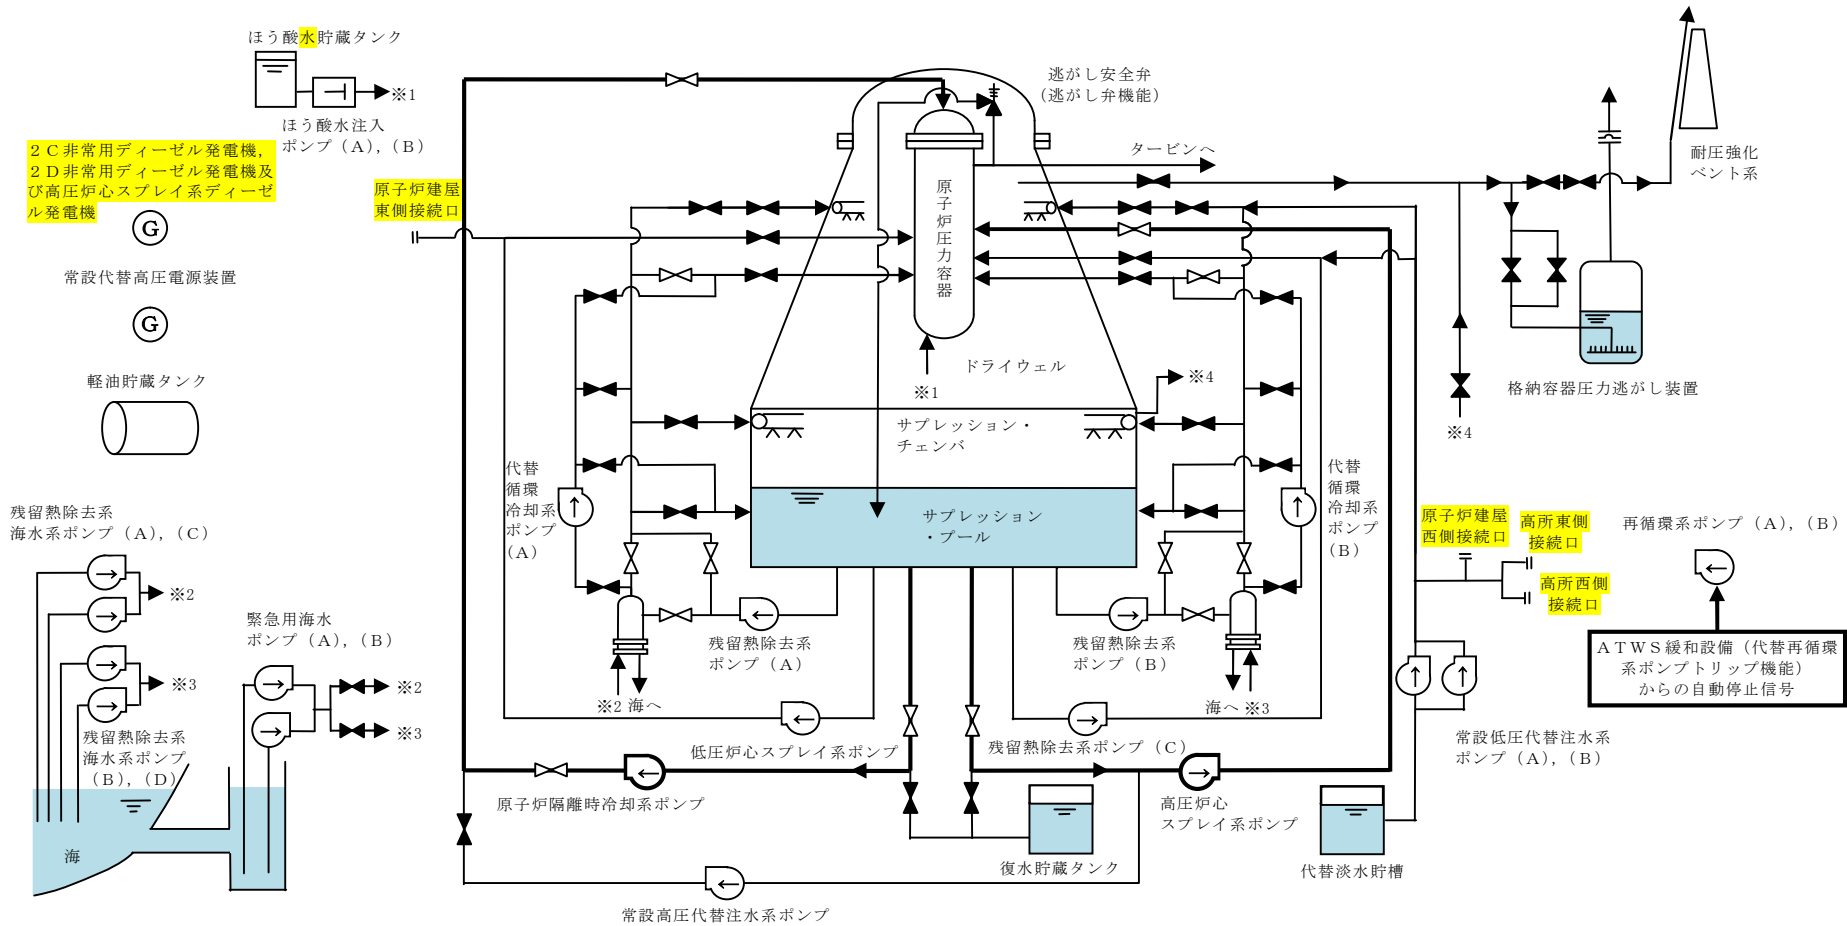 ほう酸水貯蔵タンク
※1
ほう酸水注入
ポンプ（A），（B）
２Ｃ非常用ディーゼル発電機，
２Ｄ非常用ディーゼル発電機及
び高圧炉心スプレイ系ディーゼ
ル発電機
G
常設代替高圧電源装置
G
軽油貯蔵タンク
原子炉建屋
東側接続口
逃がし安全弁
（逃がし弁機能）
タービンへ
原子炉圧力容器
※1
ドライウェル
※4
サプレッション・
チェンバ
サプレッション
・プール
耐圧強化
ベント系
格納容器圧力逃がし装置
※4
代替
循環
冷却系
ポンプ
(A)
代替
循環
冷却系
ポンプ
(B)
残留熱除去系
海水系ポンプ（A），（C）
※2
※3
残留熱除去系
海水系ポンプ
（B），（D）
海
緊急用海水
ポンプ（A），（B）
※2
※3
残留熱除去系
ポンプ（A）
※2 海へ
残留熱除去系
ポンプ（B）
海へ ※3
低圧炉心スプレイ系ポンプ
残留熱除去系ポンプ（C）
原子炉隔離時冷却系ポンプ
高圧炉心
スプレイ系ポンプ
復水貯蔵タンク
常設高圧代替注水系ポンプ
代替淡水貯槽
常設低圧代替注水系
ポンプ（A），（B）
原子炉建屋
西側接続口
高所東側
接続口
高所西側
接続口
再循環系ポンプ（A），（B）
ＡＴＷＳ緩和設備（代替再循環
系ポンプトリップ機能）
からの自動停止信号